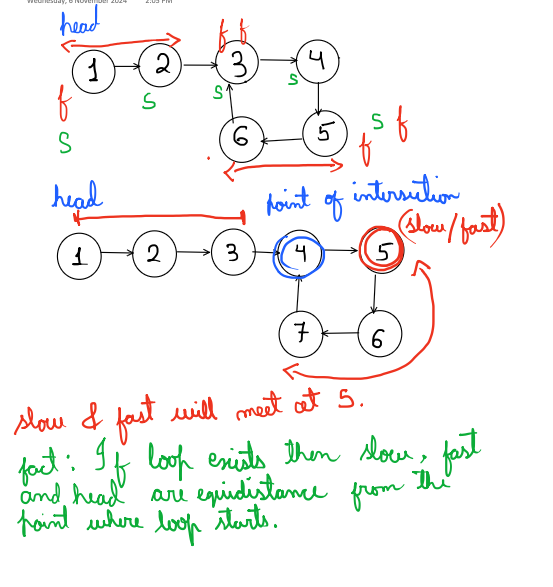 Wednesday, 6 November 2024 2:03 PM
head
f f
1 2 3 4
f S S S
S
S f
f
6 5
head point of intersection
(slow/fast)
1 2 3 4 5
7 6
slow & fast will meet at 5.
fact: If loop exists then slow, fast
and head are equidistance from the
point where loop starts.